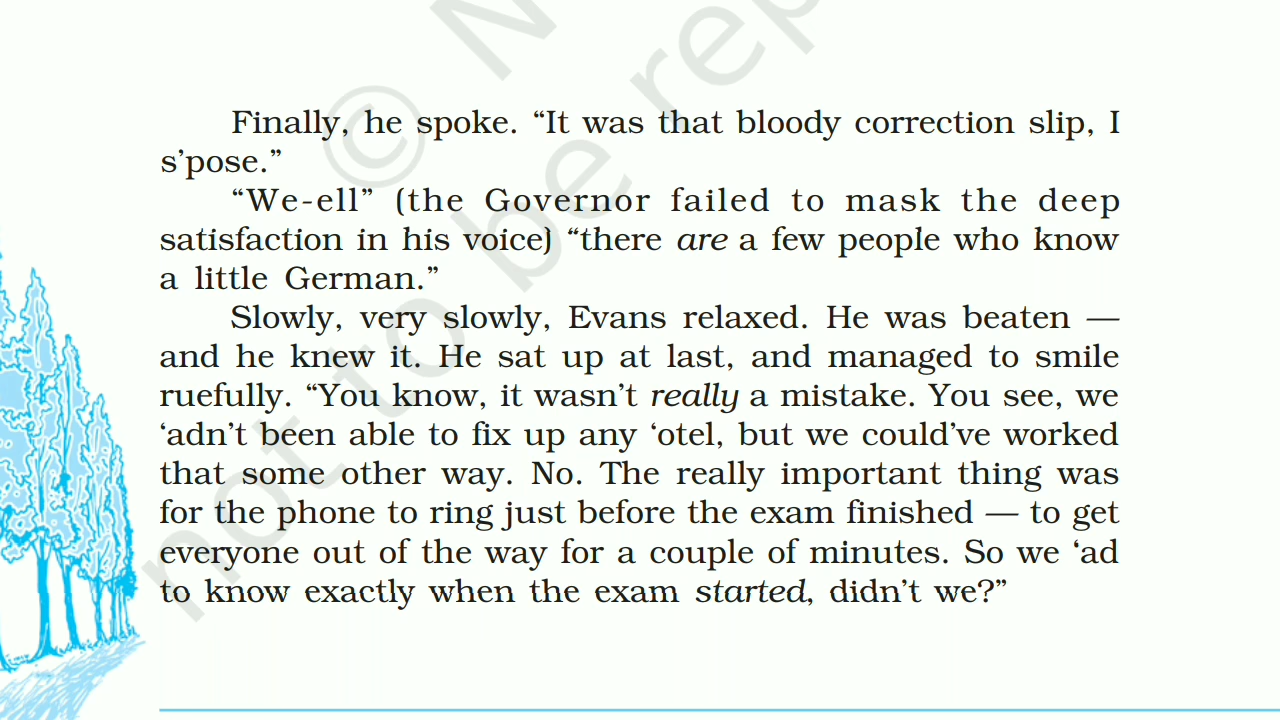 Finally, he spoke. “It was that bloody correction slip, I
s’pose.”
“We-ell” (the Governor failed to mask the deep
satisfaction in his voice) “there are a few people who know
a little German.”
Slowly, very slowly, Evans relaxed. He was beaten —
and he knew it. He sat up at last, and managed to smile
ruefully. “You know, it wasn’t really a mistake. You see, we
‘adn’t been able to fix up any ‘otel, but we could’ve worked
that some other way. No. The really important thing was
for the phone to ring just before the exam finished — to get
everyone out of the way for a couple of minutes. So we ‘ad
to know exactly when the exam started, didn’t we?”
© N
not to be rep